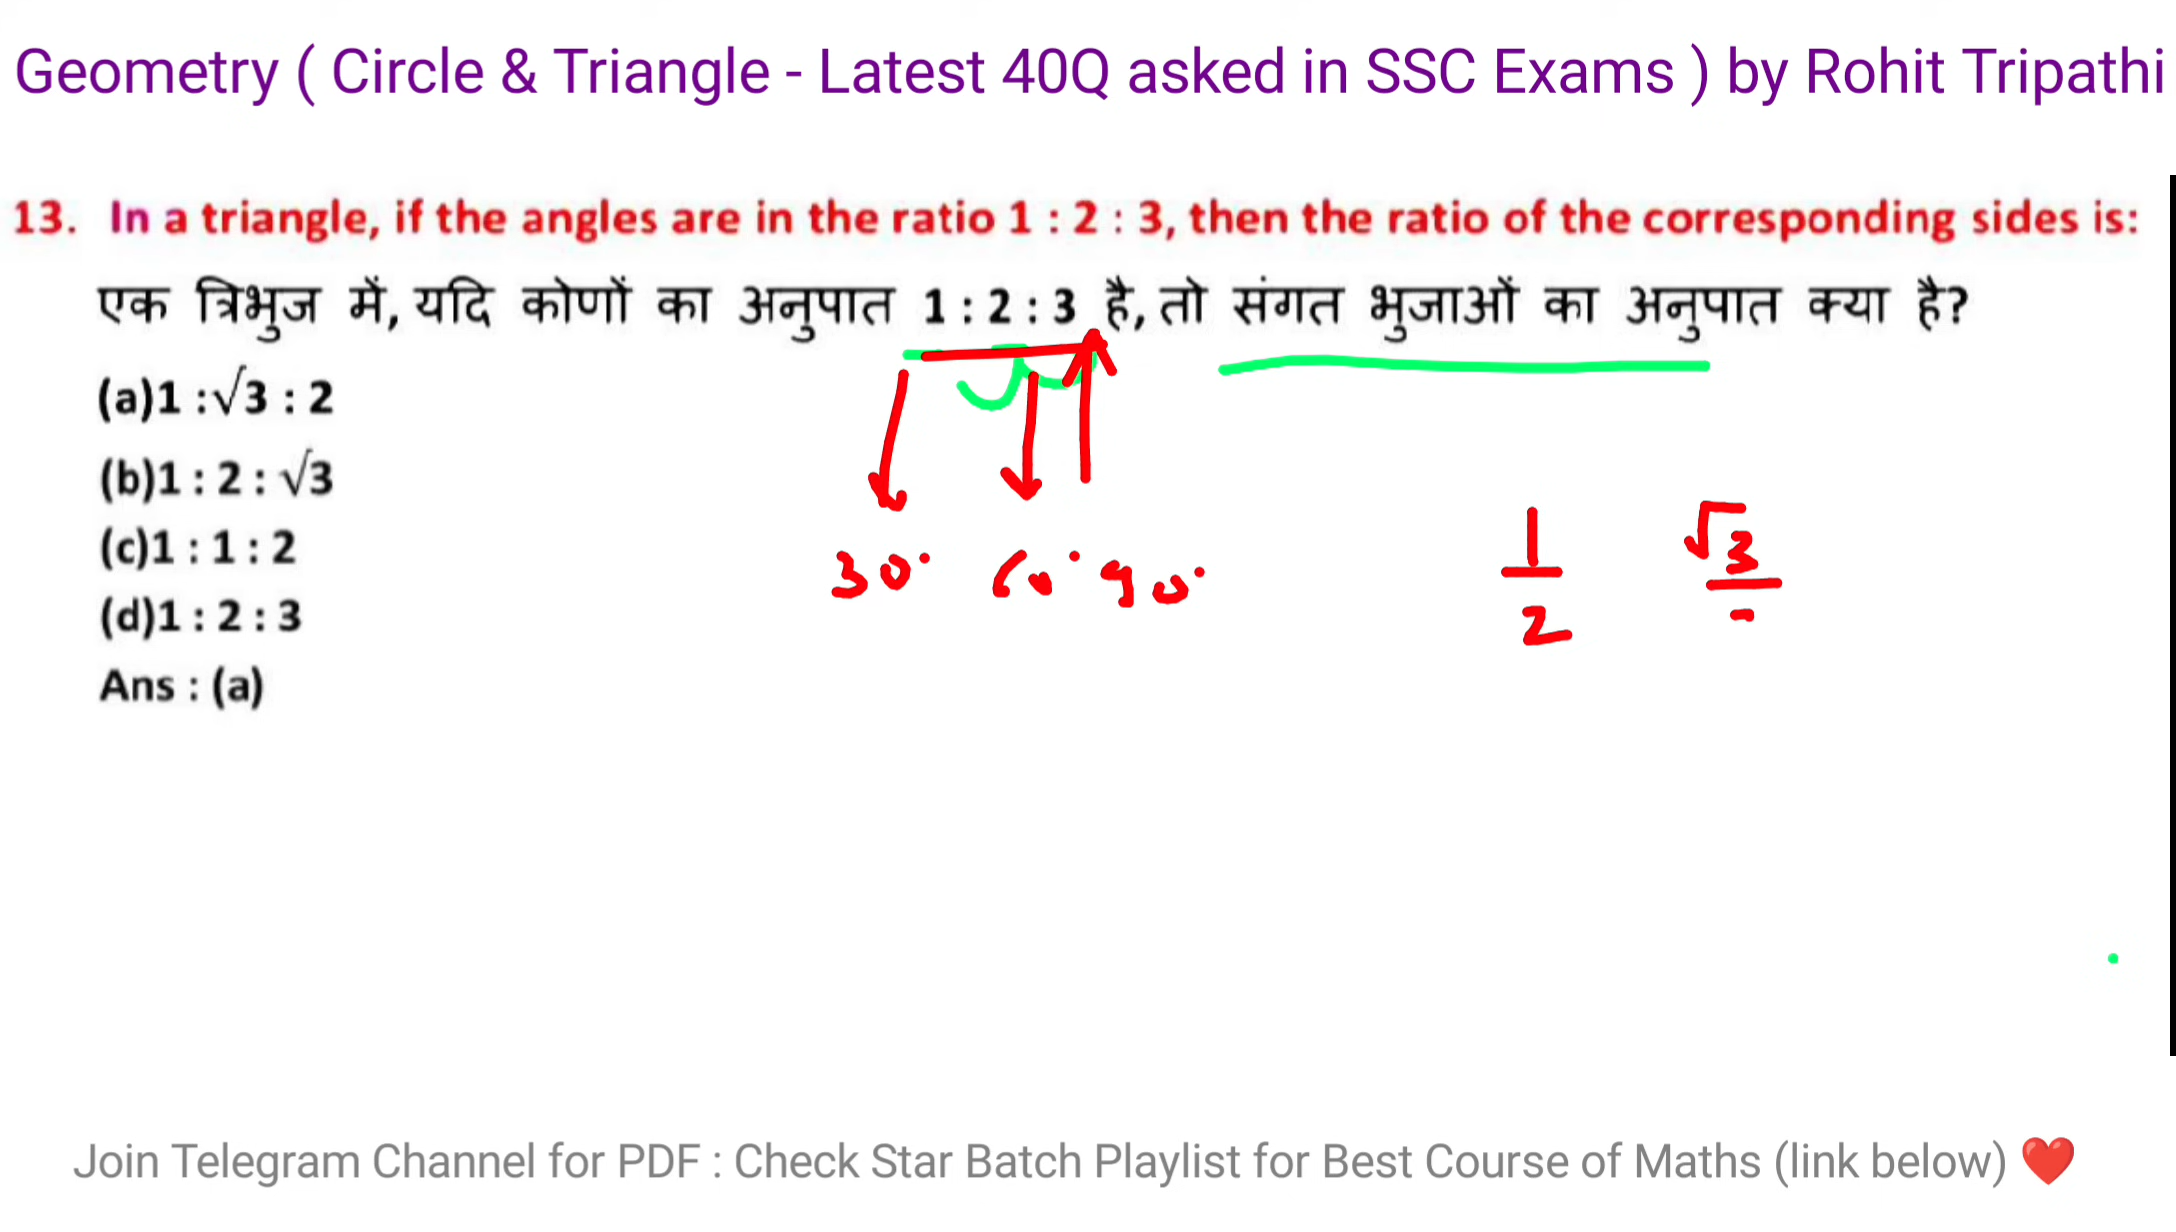 Geometry ( Circle & Triangle - Latest 40Q asked in SSC Exams ) by Rohit Tripathi
13. In a triangle, if the angles are in the ratio 1 : 2 : 3, then the ratio of the corresponding sides is:
एक त्रिभुज में, यदि कोणों का अनुपात 1 : 2 : 3 है, तो संगत भुजाओं का अनुपात क्या है?
(a)1 :√3 : 2
(b)1 : 2 : √3
(c)1 : 1 : 2
(d)1 : 2 : 3
Ans : (a)
30° 60° 90°
1/2 √3/
Join Telegram Channel for PDF : Check Star Batch Playlist for Best Course of Maths (link below) ❤️